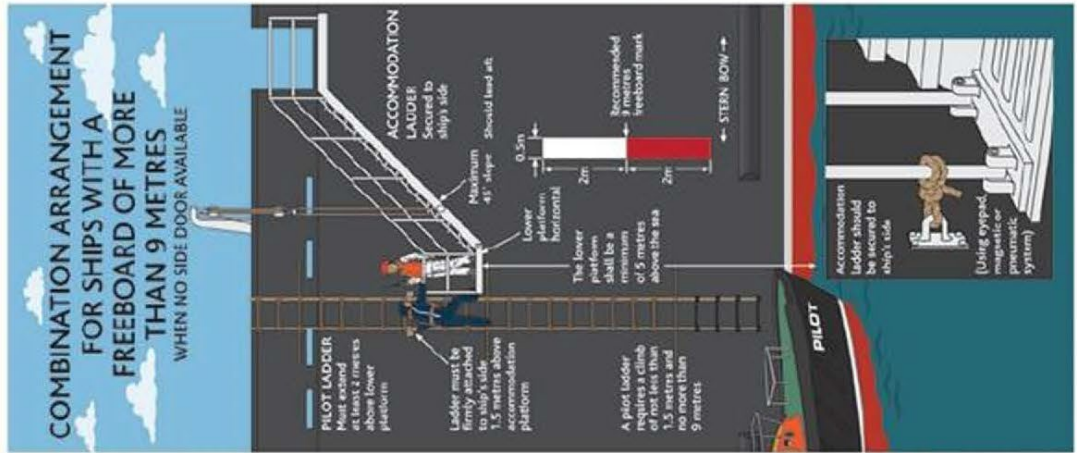 COMBINATION ARRANGEMENT
FOR SHIPS WITH A
FREEBOARD OF MORE
THAN 9 METRES
WHEN NO SIDE DOOR AVAILABLE
PILOT LADDER
Must extend
at least 2 metres
above lower
platform
Ladder must be
firmly attached
to ship's side
1.5 metres above
accommodation
platform
A pilot ladder
requires a climb
of not less than
1.5 metres and
no more than
9 metres
ACCOMMODATION
LADDER
Secured to
ship's side
Should lead aft
Maximum
45° slope
Lower
platform
horizontal
The lower
platform
shall be a
minimum
of 5 metres
above the sea
0.5m
2m
2m
Recommended
9 metres
freeboard mark
STERN BOW
PILOT
Accommodation
ladder should
be secured to
ship's side
(Using eyepad,
magnetic or
pneumatic
system)